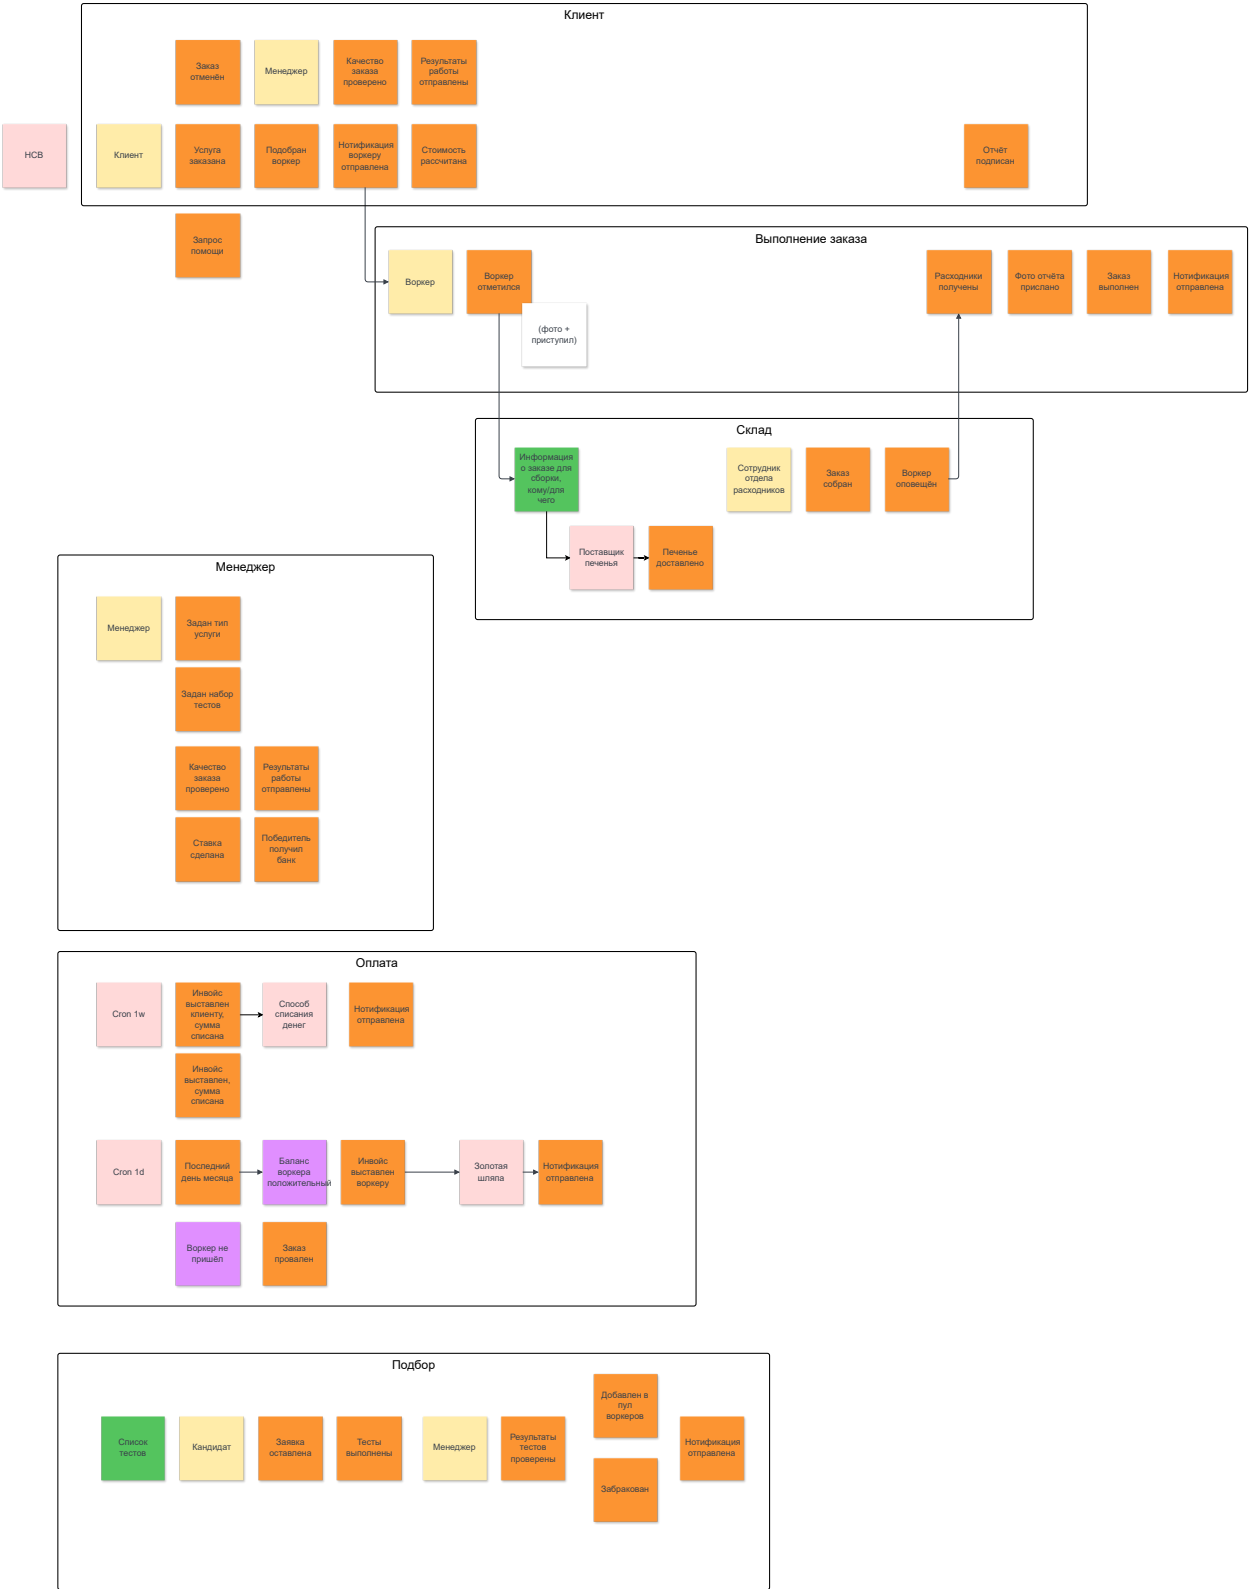 Клиент
Заказ
отменён
Менеджер
Качество
заказа
проверено
Результаты
работы
отправлены
НСВ
Клиент
Услуга
заказана
Подобран
воркер
Нотификация
воркеру
отправлена
Стоимость
рассчитана
Отчёт
подписан
Запрос
помощи
Выполнение заказа
Воркер
Воркер
отметился
(фото +
приступил)
Расходники
получены
Фото отчёта
прислано
Заказ
выполнен
Нотификация
отправлена
Склад
Информация
о заказе для
сборки,
кому/для
чего
Сотрудник
отдела
расходников
Заказ
собран
Воркер
оповещён
Поставщик
печенья
Печенье
доставлено
Менеджер
Менеджер
Задан тип
услуги
Задан набор
тестов
Качество
заказа
проверено
Результаты
работы
отправлены
Ставка
сделана
Победитель
получил
банк
Оплата
Cron 1w
Инвойс
выставлен
клиенту,
сумма
списана
Способ
списания
денег
Нотификация
отправлена
Инвойс
выставлен,
сумма
списана
Cron 1d
Последний
день месяца
Баланс
воркера
положительный
Инвойс
выставлен
воркеру
Золотая
шляпа
Нотификация
отправлена
Воркер не
пришёл
Заказ
провален
Подбор
Список
тестов
Кандидат
Заявка
оставлена
Тесты
выполнены
Менеджер
Результаты
тестов
проверены
Добавлен в
пул
воркеров
Забракован
Нотификация
отправлена